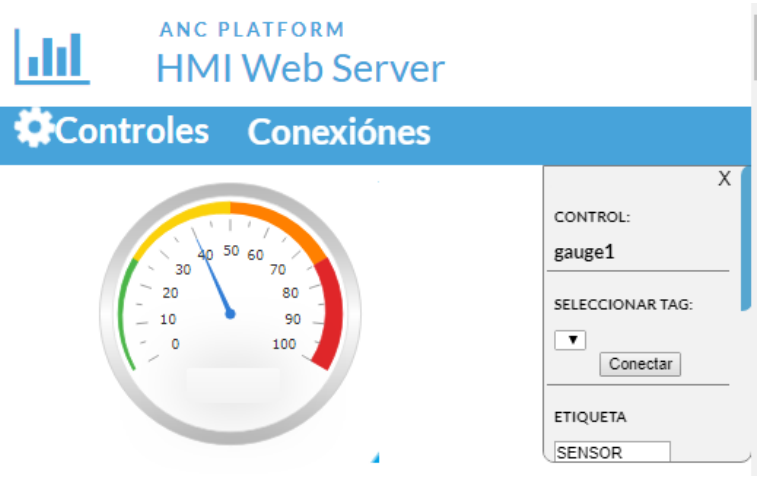 ANC PLATFORM
HMI Web Server
Controles Conexiónes
X
CONTROL:
gauge1
SELECCIONAR TAG:
▼
Conectar
ETIQUETA
SENSOR
0
10
20
30
40
50
60
70
80
90
100